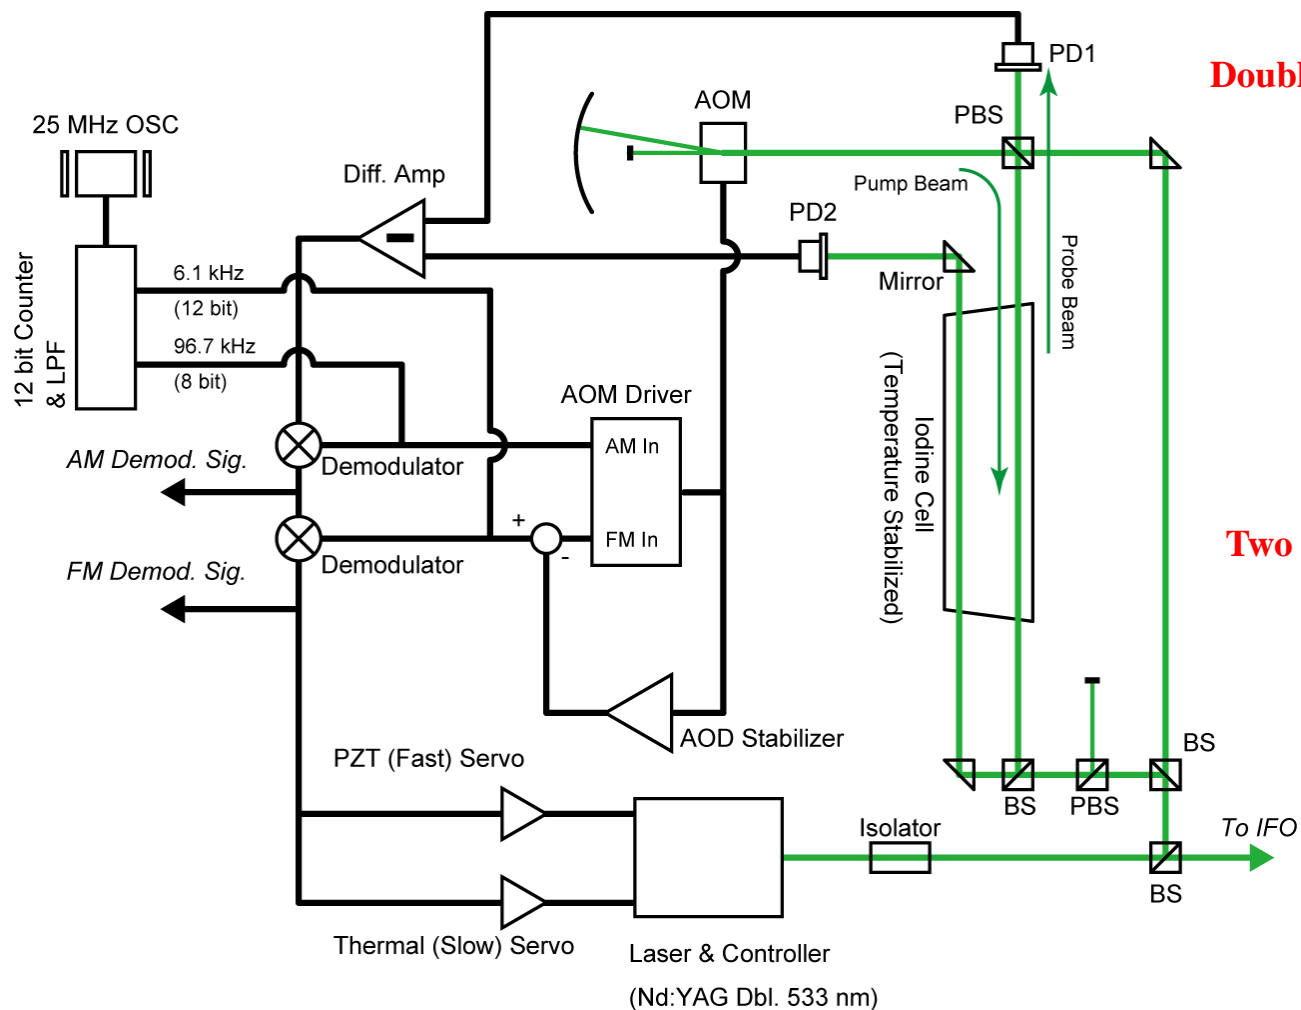 PD1
Doubl
AOM
PBS
25 MHz OSC
Diff. Amp
Pump Beam
PD2
Probe Beam
Mirror
6.1 kHz
(12 bit)
12 bit Counter
& LPF
96.7 kHz
(8 bit)
Iodine Cell
(Temperature Stabilized)
AOM Driver
AM In
AM Demod. Sig.
Demodulator
+
FM In
-
Two
FM Demod. Sig.
Demodulator
AOD Stabilizer
BS
PZT (Fast) Servo
BS
PBS
Isolator
To IFO
BS
Thermal (Slow) Servo
Laser & Controller
(Nd:YAG Dbl. 533 nm)